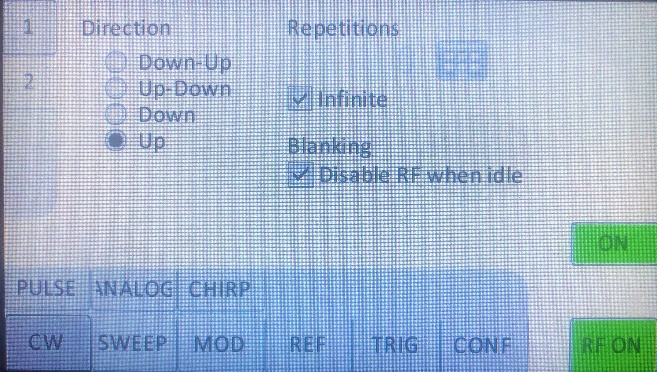 1
Direction
Repetitions
Down-Up
2
Up-Down
Infinite
Down
Up
Blanking
Disable RF when idle
ON
PULSE
ANALOG
CHIRP
CW
SWEEP
MOD
REF
TRIG
CONF
RF ON